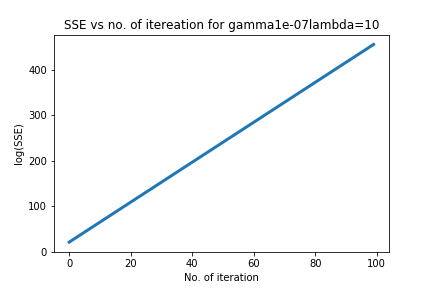 SSE vs no. of itereation for gamma1e-07lambda=10
log(SSE)
400
300
200
100
0
0 20 40 60 80 100
No. of iteration